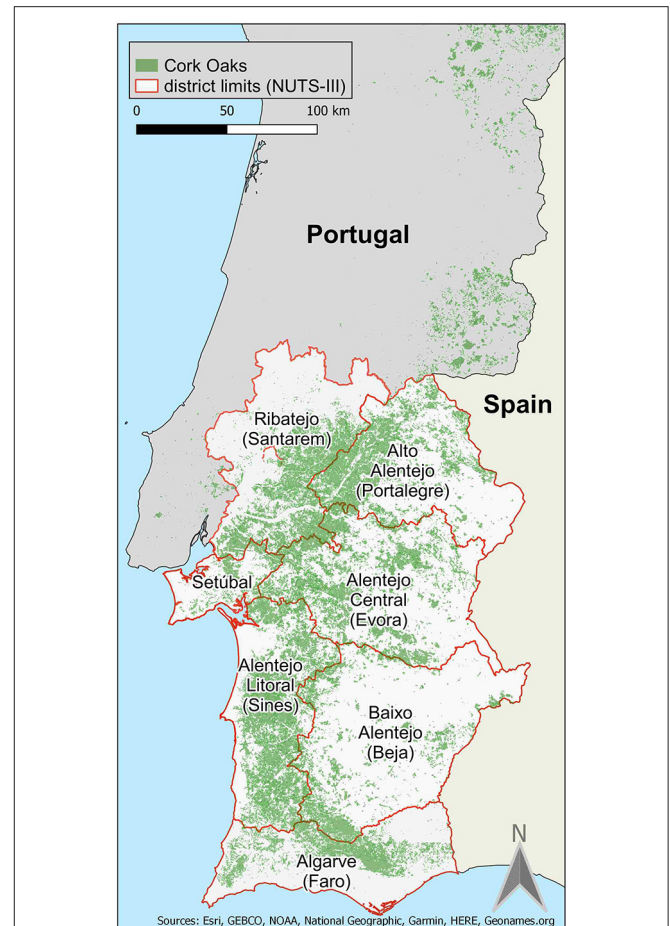 Cork Oaks
district limits (NUTS-III)
0 50 100 km
Portugal
Spain
Ribatejo
(Santarem)
Alto
Alentejo
(Portalegre)
Setúbal
Alentejo
Central
(Evora)
Alentejo
Litoral
(Sines)
Baixo
Alentejo
(Beja)
Algarve
(Faro)
N
Sources: Esri, GEBCO, NOAA, National Geographic, Garmin, HERE, Geonames.org